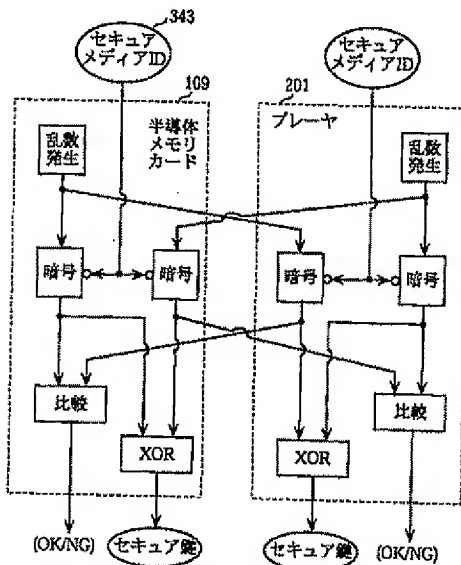 343
セキュア
メディアID
セキュア
メディアID
109
半導体
メモリ
カード
201
プレーヤ
乱数
発生
乱数
発生
暗号
暗号
暗号
暗号
比較
XOR
XOR
比較
(OK/NG)
セキュア鍵
セキュア鍵
(OK/NG)